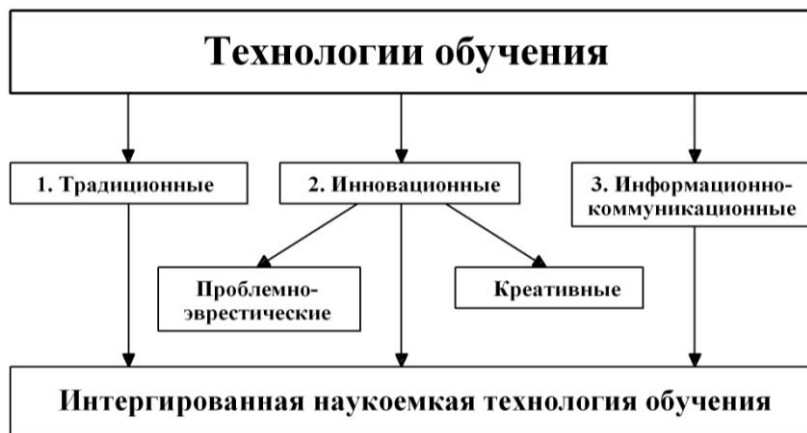 Технологии обучения
1. Традиционные
2. Инновационные
3. Информационно-
коммуникационные
Проблемно-
эврестические
Креативные
Интергированная наукоемкая технология обучения